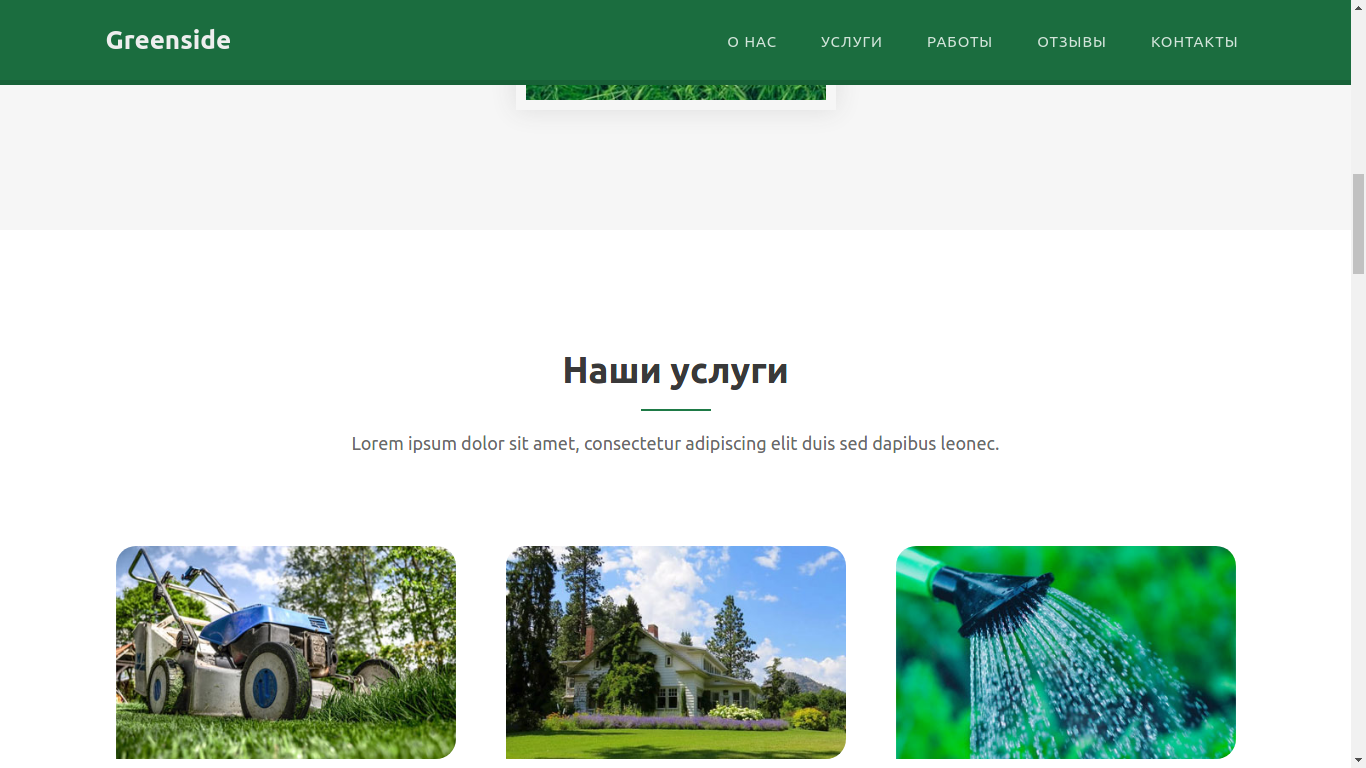 Greenside
О НАС
УСЛУГИ
РАБОТЫ
ОТЗЫВЫ
КОНТАКТЫ
Наши услуги
Lorem ipsum dolor sit amet, consectetur adipiscing elit duis sed dapibus leonec.